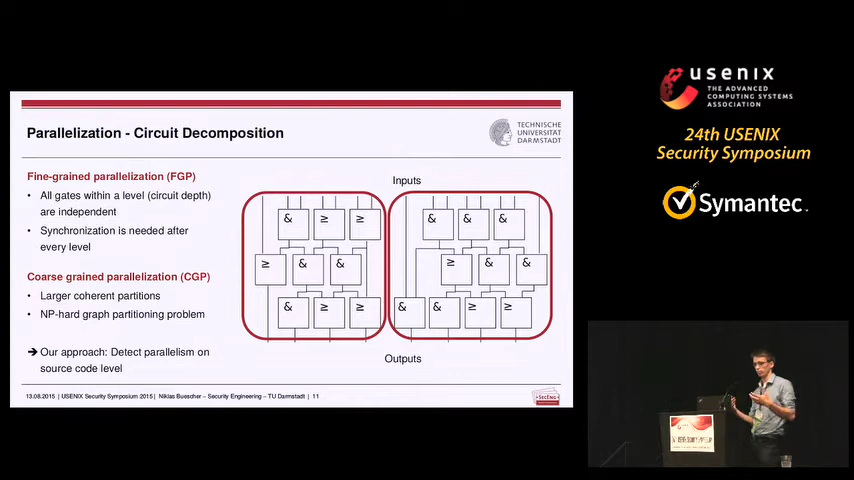 Parallelization - Circuit Decomposition
TECHNISCHE
UNIVERSITÄT
DARMSTADT
Fine-grained parallelization (FGP)
• All gates within a level (circuit depth)
are independent
• Synchronization is needed after
every level
Coarse grained parallelization (CGP)
• Larger coherent partitions
• NP-hard graph partitioning problem
➔ Our approach: Detect parallelism on
source code level
Inputs
& ≥ ≥ & & &
≥ & & ≥ & &
& ≥ ≥ & & ≥ ≥
Outputs
13.08.2015 | USENIX Security Symposium 2015 | Niklas Buescher – Security Engineering – TU Darmstadt | 11
SecEng
usenix
THE ADVANCED
COMPUTING SYSTEMS
ASSOCIATION
24th USENIX
Security Symposium
Symantec.